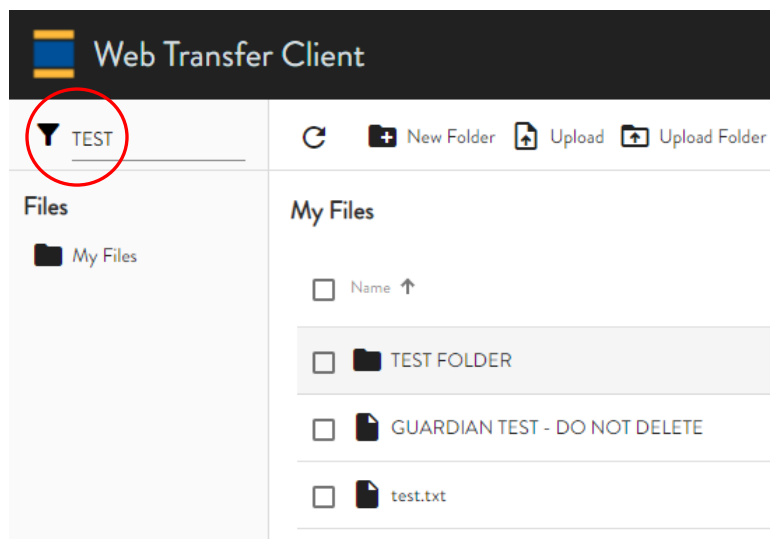 Web Transfer Client
TEST
New Folder Upload Upload Folder
Files
My Files
My Files
Name
TEST FOLDER
GUARDIAN TEST - DO NOT DELETE
test.txt